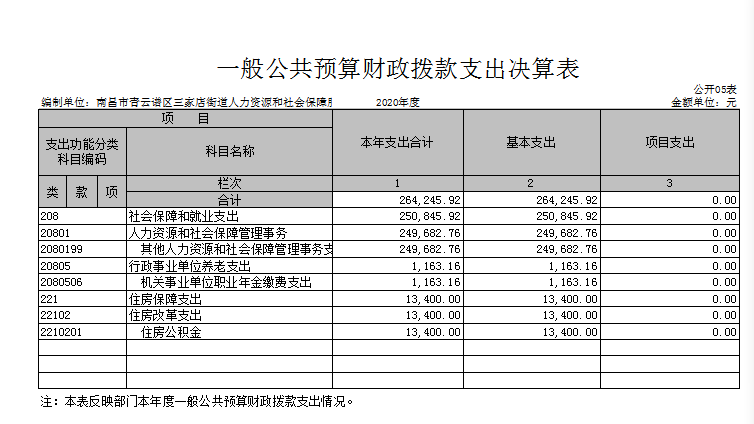 一般公共预算财政拨款支出决算表
公开05表
编制单位：南昌市青云谱区三家店街道人力资源和社会保障 2020年度 金额单位：元
项 目 本年支出合计 基本支出 项目支出
支出功能分类科目编码 科目名称
类 款 项 栏次 1 2 3
合计 264,245.92 264,245.92 0.00
208 社会保障和就业支出 250,845.92 250,845.92 0.00
20801 人力资源和社会保障管理事务 249,682.76 249,682.76 0.00
2080199 其他人力资源和社会保障管理事务支 249,682.76 249,682.76 0.00
20805 行政事业单位养老支出 1,163.16 1,163.16 0.00
2080506 机关事业单位职业年金缴费支出 1,163.16 1,163.16 0.00
221 住房保障支出 13,400.00 13,400.00 0.00
22102 住房改革支出 13,400.00 13,400.00 0.00
2210201 住房公积金 13,400.00 13,400.00 0.00
注：本表反映部门本年度一般公共预算财政拨款支出情况。